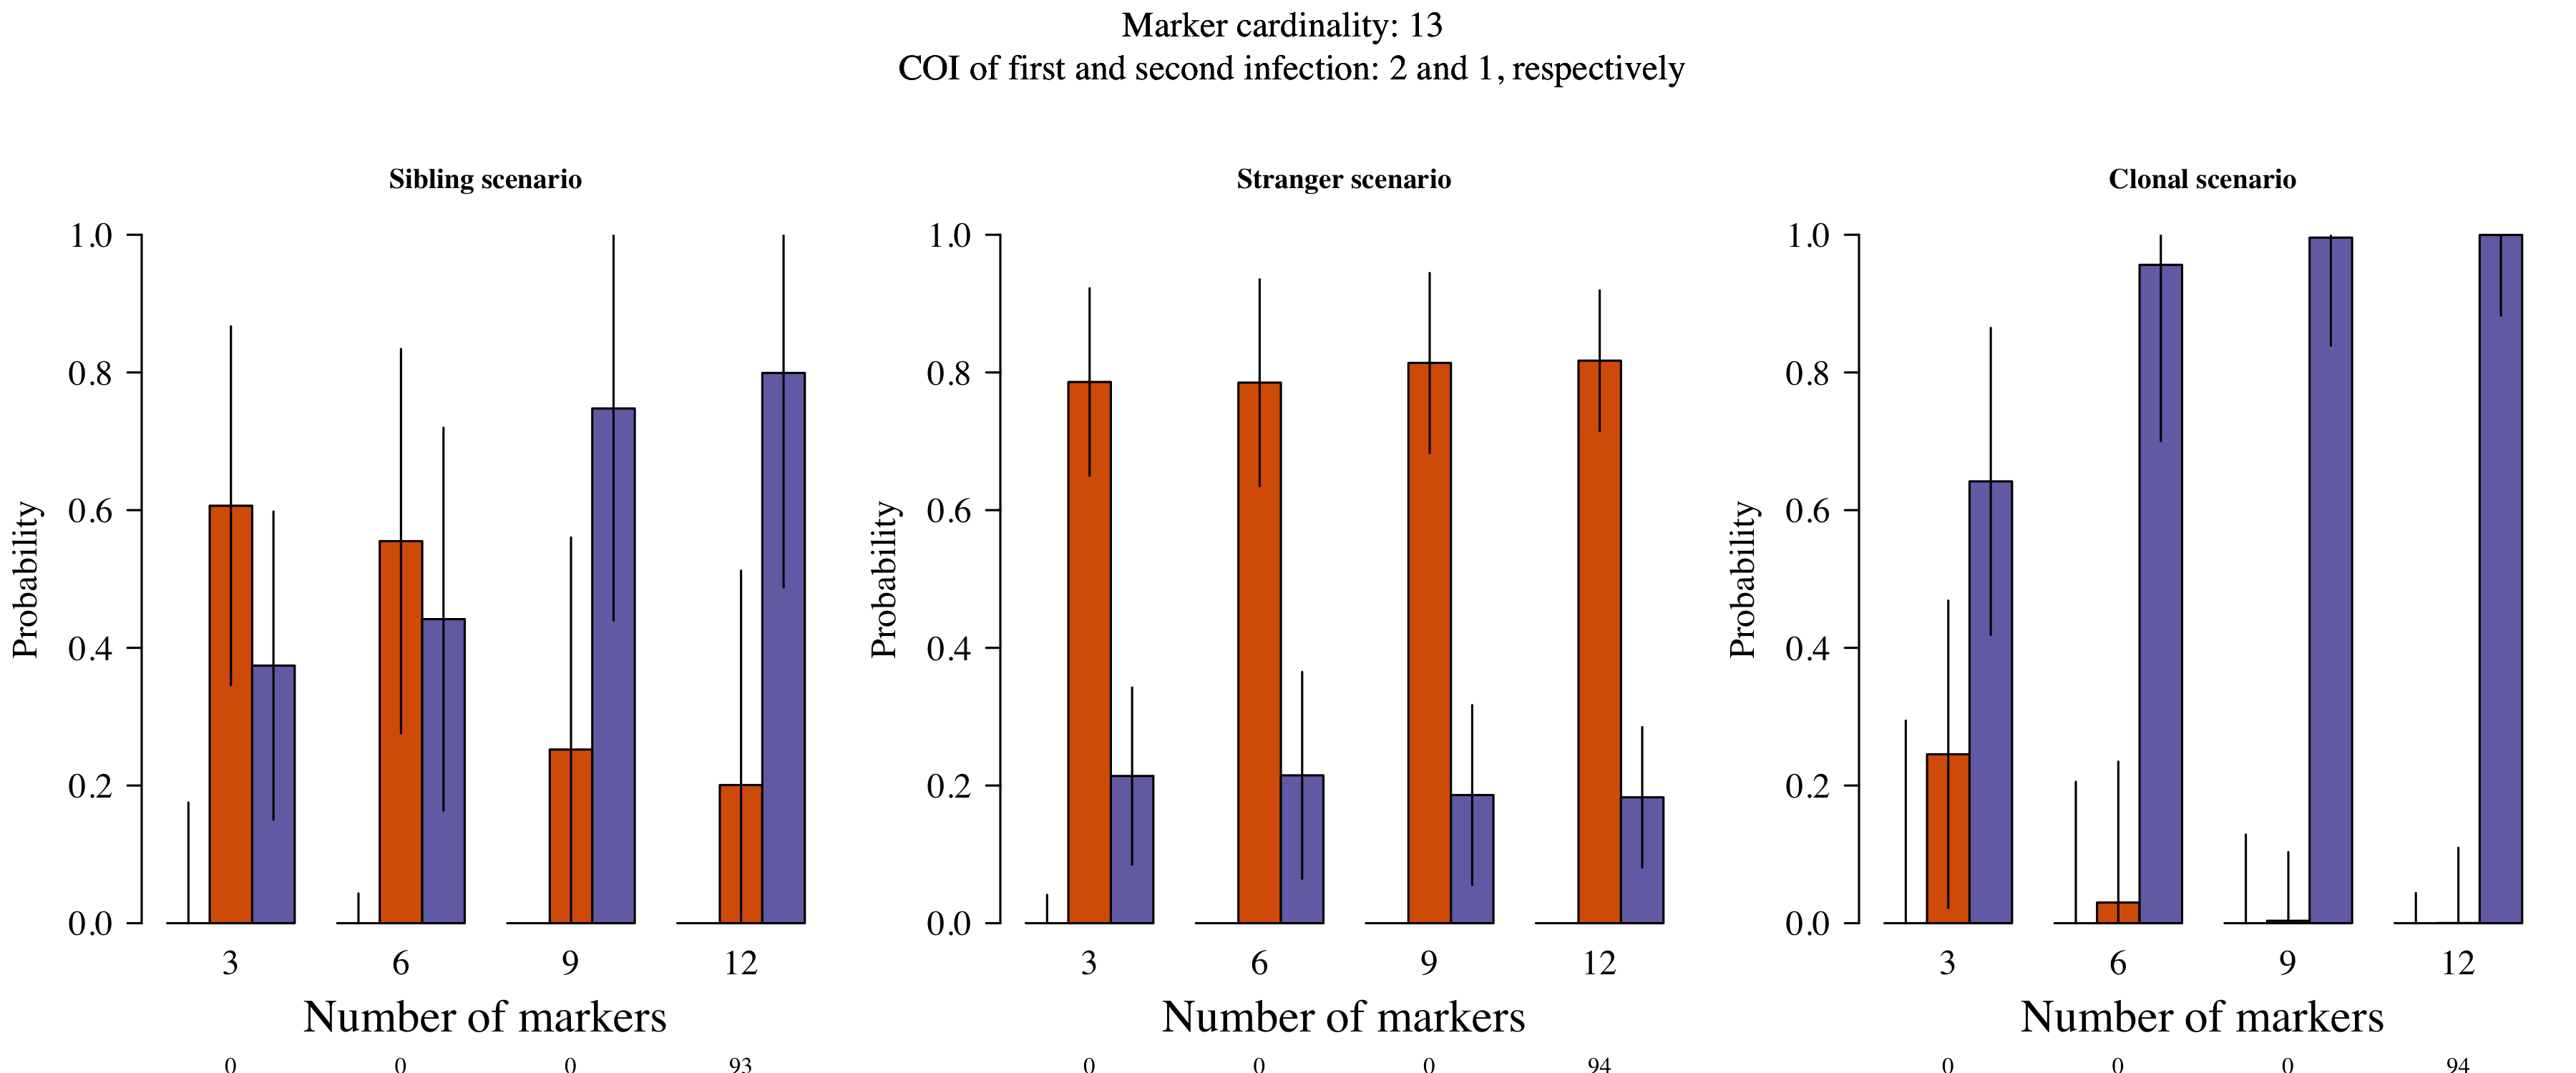 Marker cardinality: 13
COI of first and second infection: 2 and 1, respectively
Sibling scenario
Probability
1.0
0.8
0.6
0.4
0.2
0.0
3 6 9 12
Number of markers
0 0 0 93
Stranger scenario
Probability
1.0
0.8
0.6
0.4
0.2
0.0
3 6 9 12
Number of markers
0 0 0 94
Clonal scenario
Probability
1.0
0.8
0.6
0.4
0.2
0.0
3 6 9 12
Number of markers
0 0 0 94